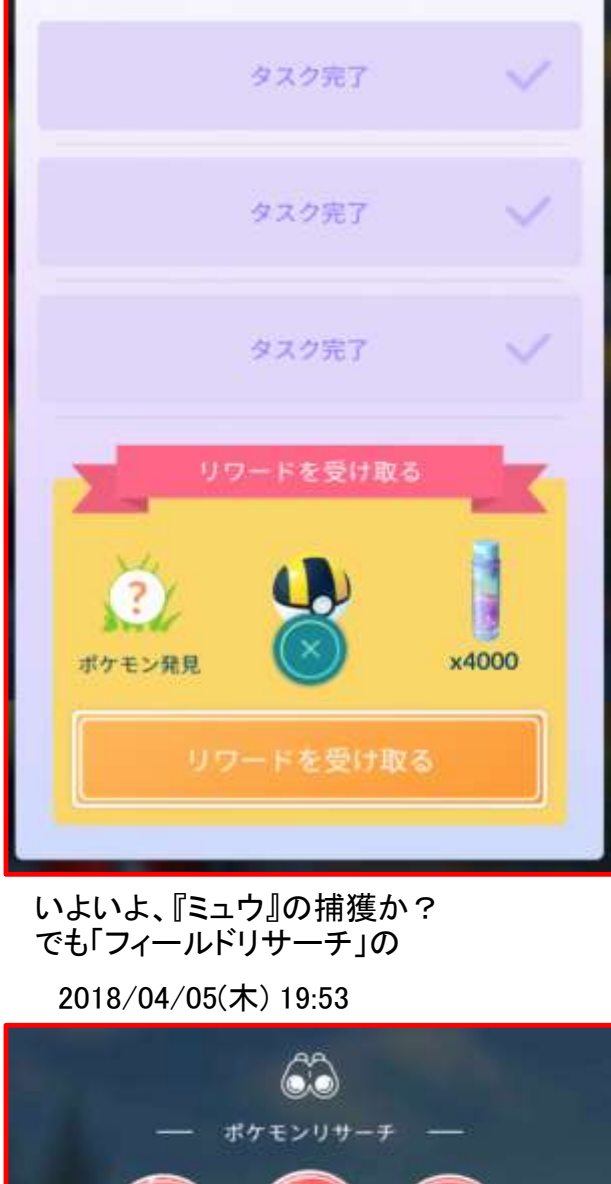 タスク完了
タスク完了
タスク完了
リワードを受け取る
ポケモン発見
x4000
リワードを受け取る
いよいよ、『ミュウ』の捕獲か?
でも「フィールドリサーチ」の
2018/04/05(木) 19:53
ポケモンリサーチ